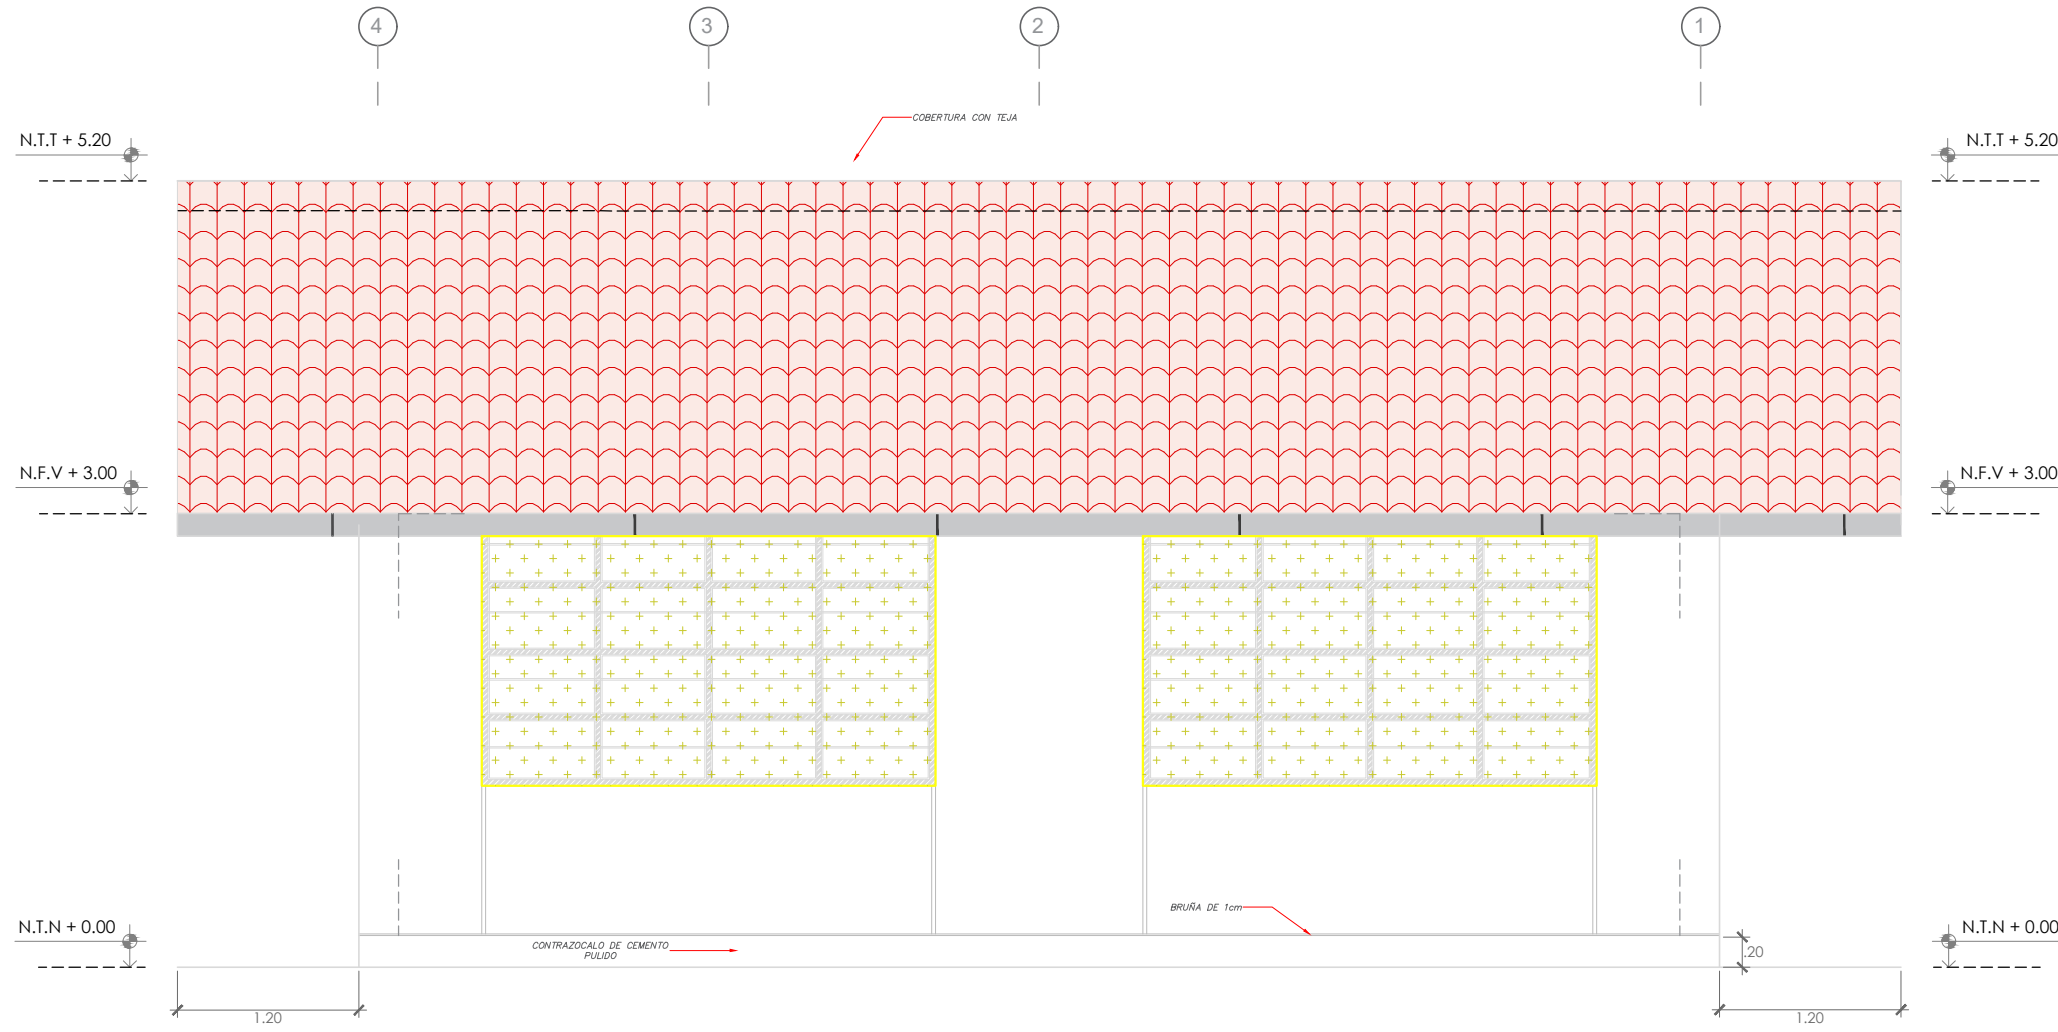 4
3
2
1
COBERTURA CON TEJA
N.T.T + 5.20
N.T.T + 5.20
N.F.V + 3.00
N.F.V + 3.00
BRUÑA DE 1cm
N.T.N + 0.00
CONTRAZOCALO DE CEMENTO
PULIDO
N.T.N + 0.00
.20
1.20
1.20